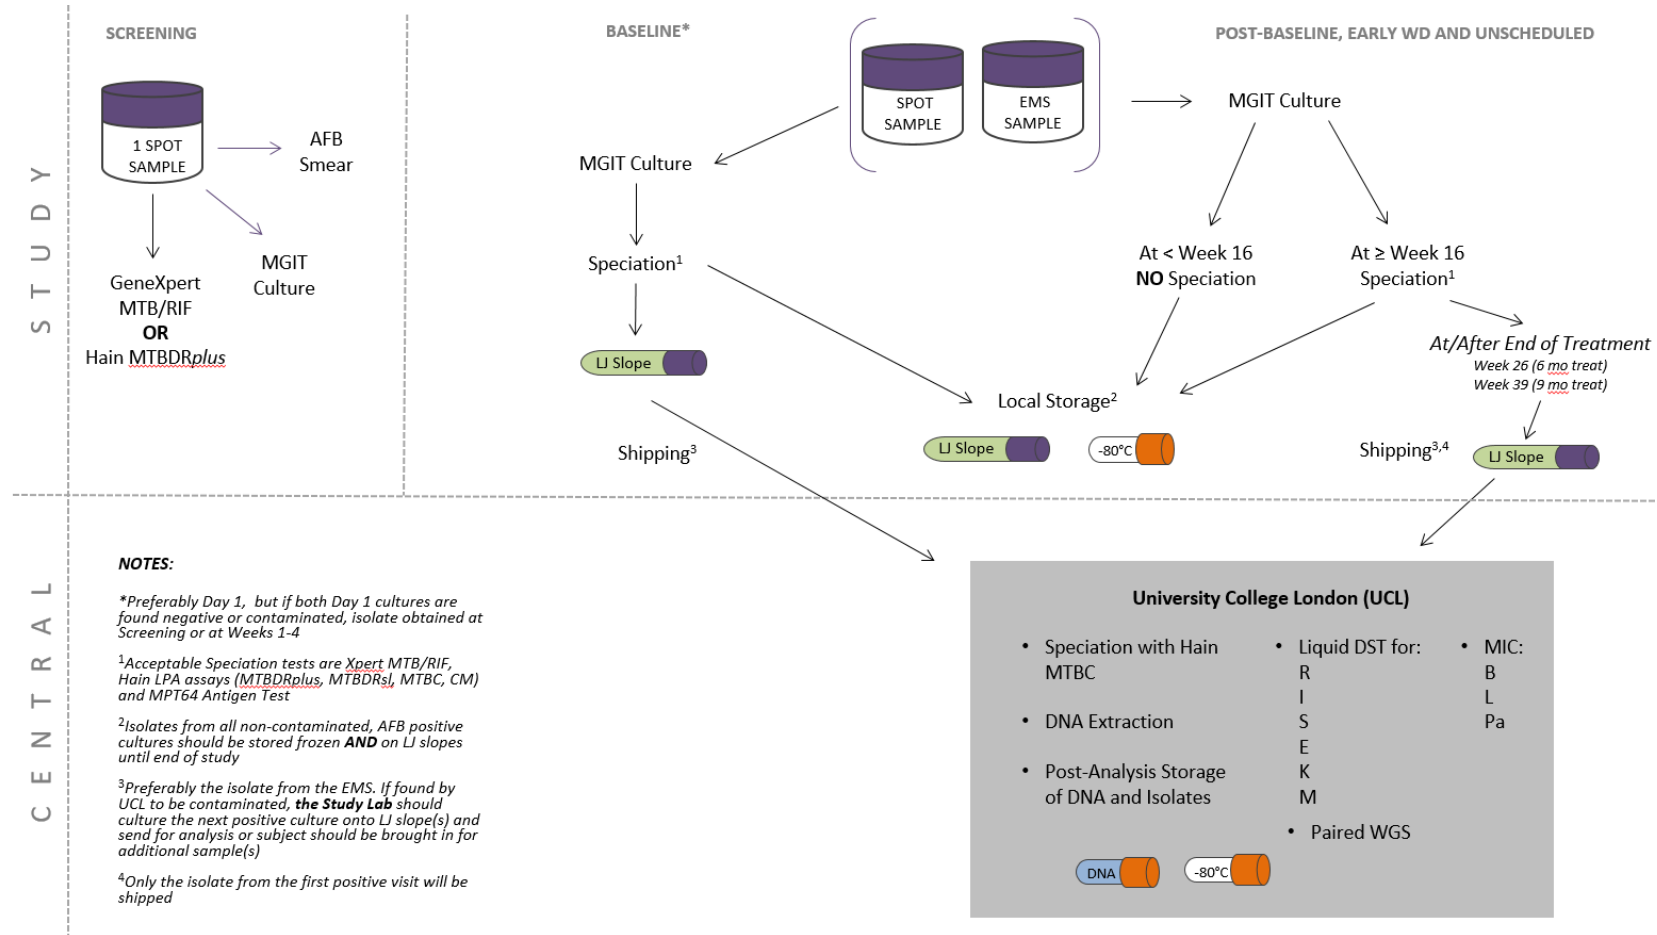 SCREENING
BASELINE*
POST-BASELINE, EARLY WD AND UNSCHEDULED
STUDY
1 SPOT
SAMPLE
AFB
Smear
MGIT
Culture
GeneXpert
MTB/RIF
OR
Hain MTBDRplus
SPOT
SAMPLE
EMS
SAMPLE
MGIT Culture
Speciation1
LJ Slope
Shipping3
MGIT Culture
At < Week 16
NO Speciation
At ≥ Week 16
Speciation1
At/After End of Treatment
Week 26 (6 mo treat)
Week 39 (9 mo treat)
Local Storage2
LJ Slope
-80°C
Shipping3,4
LJ Slope
CENTRAL
NOTES:
*Preferably Day 1, but if both Day 1 cultures are
found negative or contaminated, isolate obtained at
Screening or at Weeks 1-4
1Acceptable Speciation tests are Xpert MTB/RIF,
Hain LPA assays (MTBDRplus, MTBDRsl, MTBC, CM)
and MPT64 Antigen Test
2Isolates from all non-contaminated, AFB positive
cultures should be stored frozen AND on LJ slopes
until end of study
3Preferably the isolate from the EMS. If found by
UCL to be contaminated, the Study Lab should
culture the next positive culture onto LJ slope(s) and
send for analysis or subject should be brought in for
additional sample(s)
4Only the isolate from the first positive visit will be
shipped
University College London (UCL)
• Speciation with Hain
MTBC
• DNA Extraction
• Post-Analysis Storage
of DNA and Isolates
• Liquid DST for:
R
I
S
E
K
M
• Paired WGS
• MIC:
B
L
Pa
DNA
-80°C